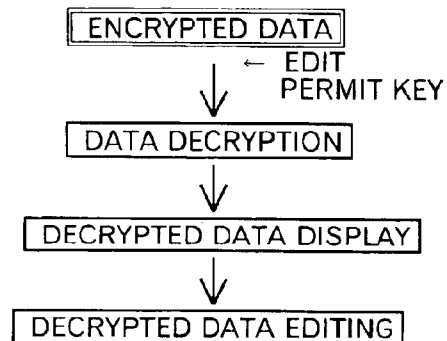 ENCRYPTED DATA
← EDIT
PERMIT KEY
DATA DECRYPTION
DECRYPTED DATA DISPLAY
DECRYPTED DATA EDITING